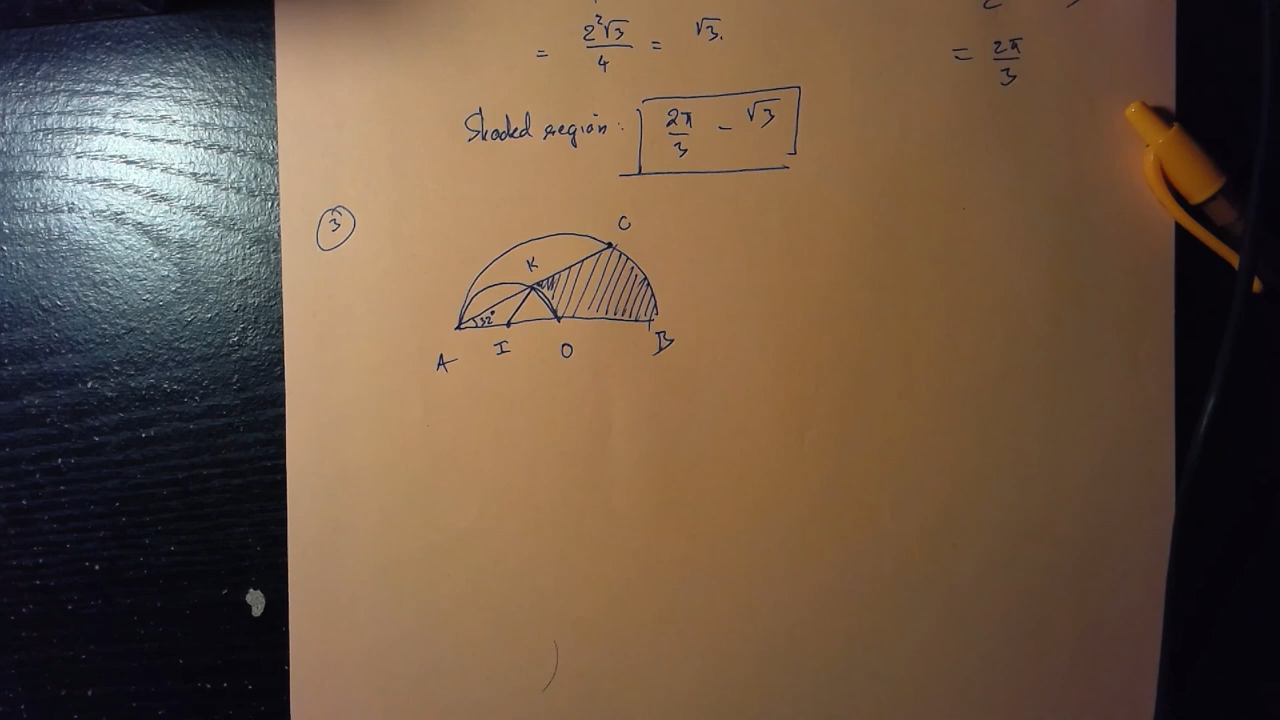 = 2²√3/4 = √3.
= 2π/3
Shaded region: 2π/3 - √3
3
C
K
32°
A I O B